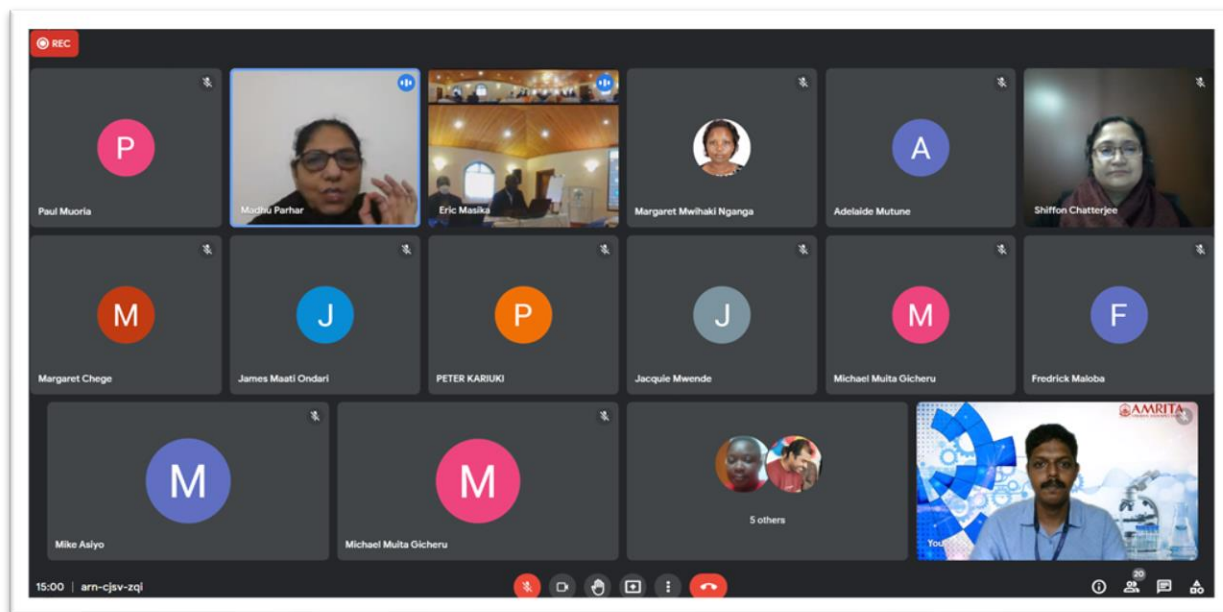 REC
P
Paul Muoria
Madhu Parhar
Eric Masika
Margaret Mwihaki Nganga
A
Adelaide Mutune
Shiffon Chatterjee
M
Margaret Chege
J
James Maati Ondari
P
PETER KARIUKI
J
Jacquie Mwende
M
Michael Muita Gicheru
F
Fredrick Maloba
M
Mike Asiyo
M
Michael Muita Gicheru
5 others
AMRITA
You
15:00 | arn-cjsv-zqi
20